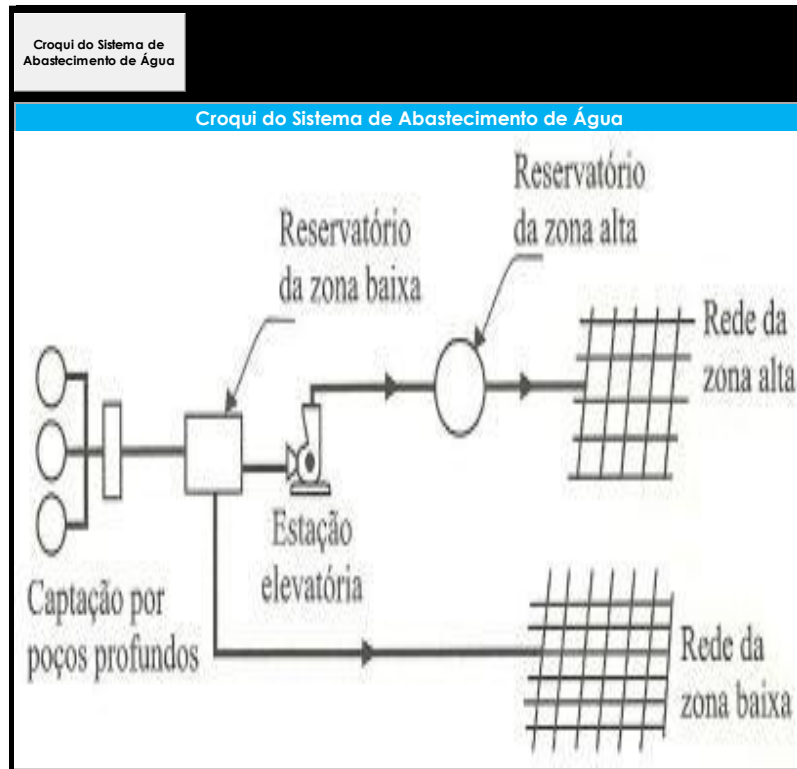 Croqui do Sistema de
Abastecimento de Água
Croqui do Sistema de Abastecimento de Água
Reservatório
da zona alta
Reservatório
da zona baixa
Rede da
zona alta
Estação
elevatória
Captação por
poços profundos
Rede da
zona baixa